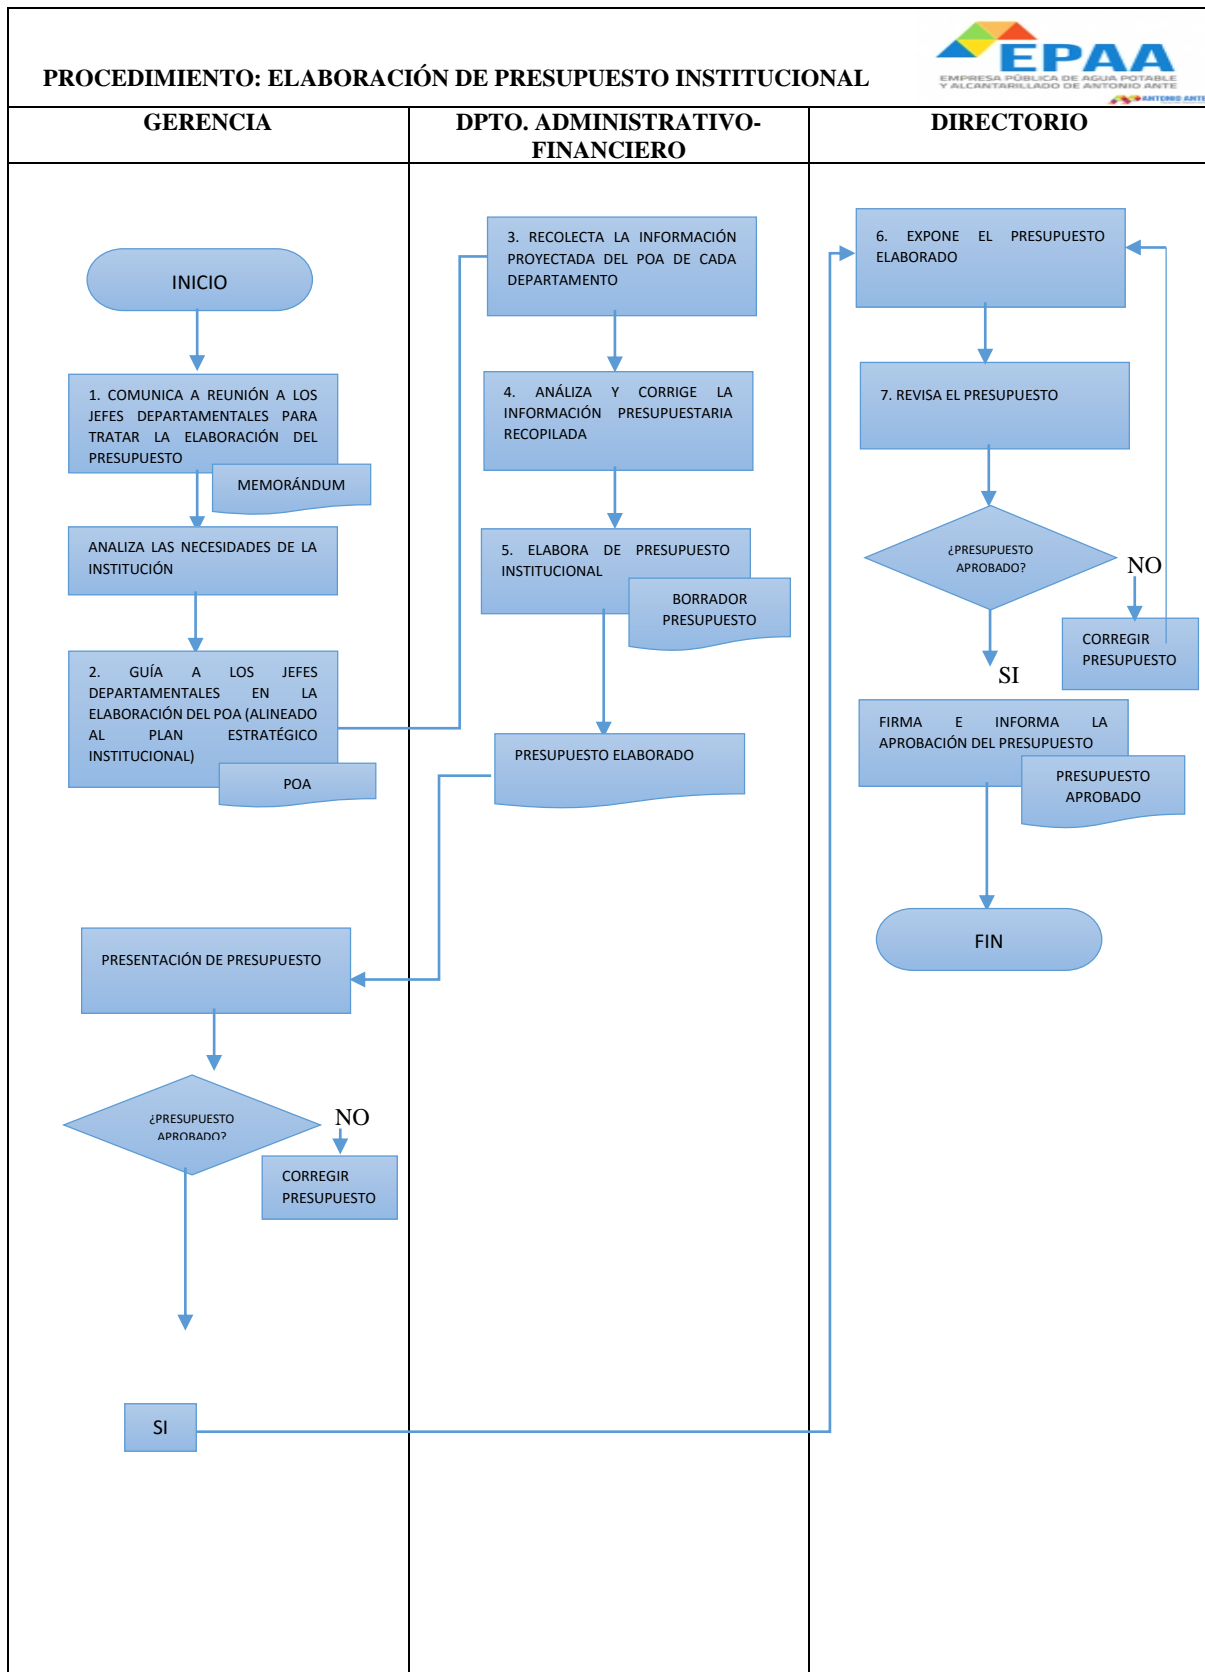 PROCEDIMIENTO: ELABORACIÓN DE PRESUPUESTO INSTITUCIONAL
EPAA
EMPRESA PÚBLICA DE AGUA POTABLE
Y ALCANTARILLADO DE ANTONIO ANTE
ANTONIO ANTE
GERENCIA
DPTO. ADMINISTRATIVO-
FINANCIERO
DIRECTORIO
INICIO
1. COMUNICA A REUNIÓN A LOS
JEFES DEPARTAMENTALES PARA
TRATAR LA ELABORACIÓN DEL
PRESUPUESTO
MEMORÁNDUM
ANALIZA LAS NECESIDADES DE LA
INSTITUCIÓN
2. GUÍA A LOS JEFES
DEPARTAMENTALES EN LA
ELABORACIÓN DEL POA (ALINEADO
AL PLAN ESTRATÉGICO
INSTITUCIONAL)
POA
3. RECOLECTA LA INFORMACIÓN
PROYECTADA DEL POA DE CADA
DEPARTAMENTO
4. ANÁLIZA Y CORRIGE LA
INFORMACIÓN PRESUPUESTARIA
RECOPILADA
5. ELABORA DE PRESUPUESTO
INSTITUCIONAL
BORRADOR
PRESUPUESTO
PRESUPUESTO ELABORADO
PRESENTACIÓN DE PRESUPUESTO
¿PRESUPUESTO
APROBADO?
NO
CORREGIR
PRESUPUESTO
SI
6. EXPONE EL PRESUPUESTO
ELABORADO
7. REVISA EL PRESUPUESTO
¿PRESUPUESTO
APROBADO?
NO
CORREGIR
PRESUPUESTO
SI
FIRMA E INFORMA LA
APROBACIÓN DEL PRESUPUESTO
PRESUPUESTO
APROBADO
FIN